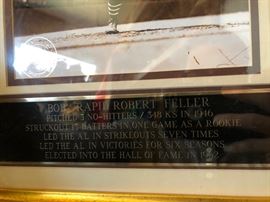 "BOB" "RAPID ROBERT" FELLER
PITCHED 3 NO-HITTERS / 348 KS IN 1946
STRUCKOUT 15 BATTERS IN ONE GAME AS A ROOKIE
LED THE A.L. IN STRIKEOUTS SEVEN TIMES
LED THE A.L. IN VICTORIES FOR SIX SEASONS
ELECTED INTO THE HALL OF FAME IN 1962